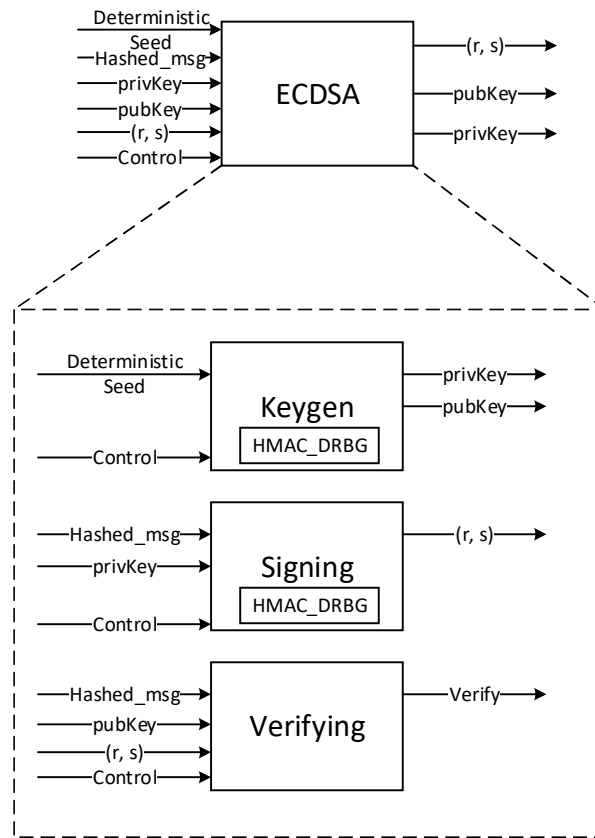 Deterministic
Seed
Hashed_msg
privKey
pubKey
(r, s)
Control
ECDSA
(r, s)
pubKey
privKey
Deterministic
Seed
Control
Keygen
HMAC_DRBG
privKey
pubKey
Hashed_msg
privKey
Control
Signing
HMAC_DRBG
(r, s)
Hashed_msg
pubKey
(r, s)
Control
Verifying
Verify